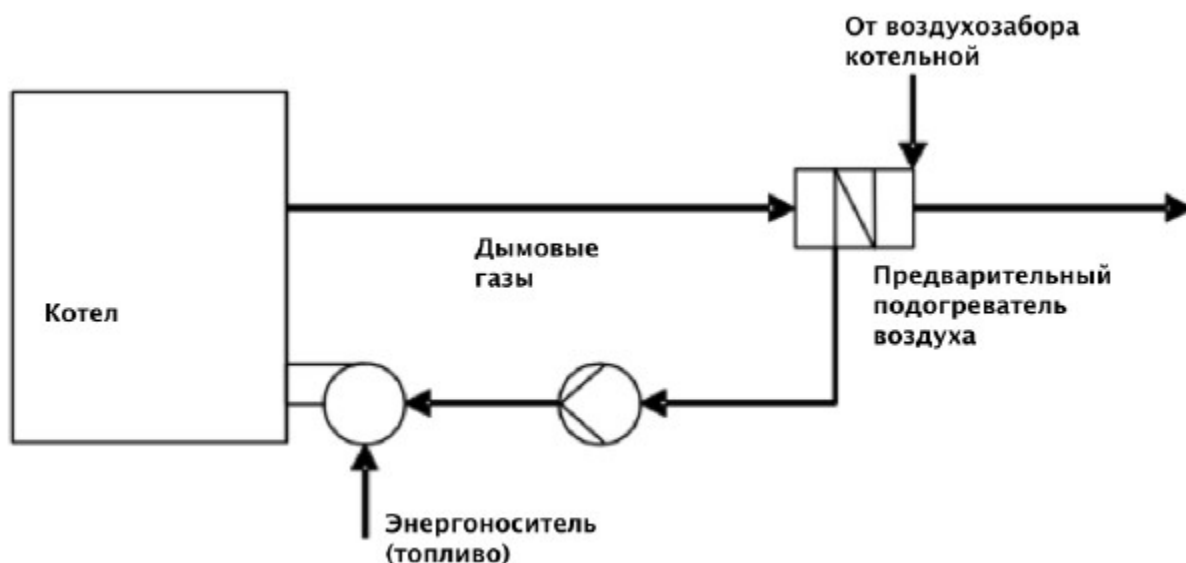 От воздухозабора
котельной
Дымовые
газы
Предварительный
подогреватель
воздуха
Котел
Энергоноситель
(топливо)